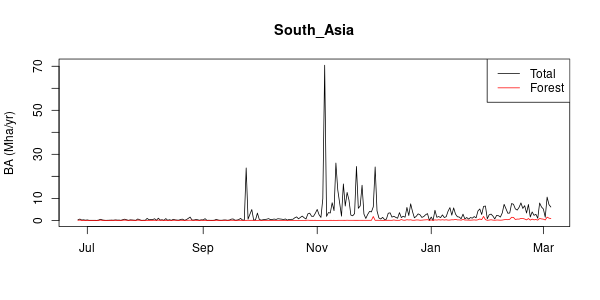 South_Asia
BA (Mha/yr)
70
50
30
10
0
Total
Forest
Jul Sep Nov Jan Mar